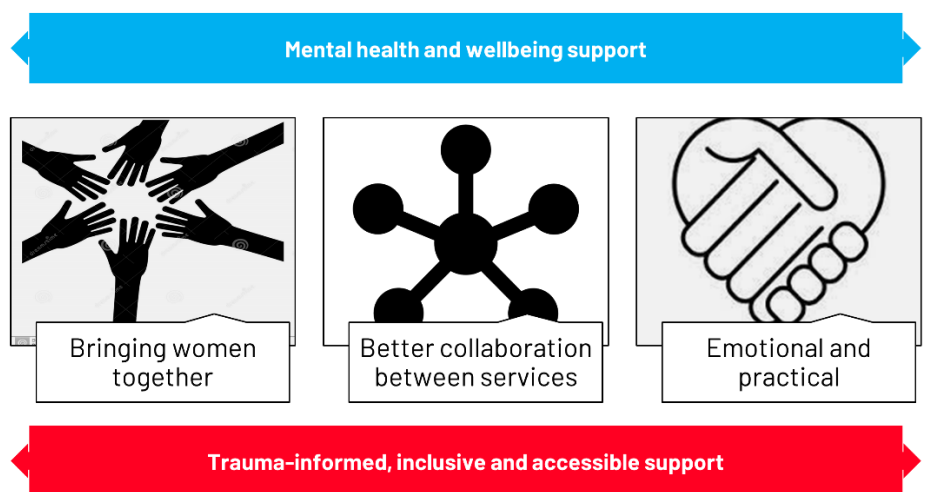 Mental health and wellbeing support
Bringing women
together
Better collaboration
between services
Emotional and
practical
Trauma-informed, inclusive and accessible support